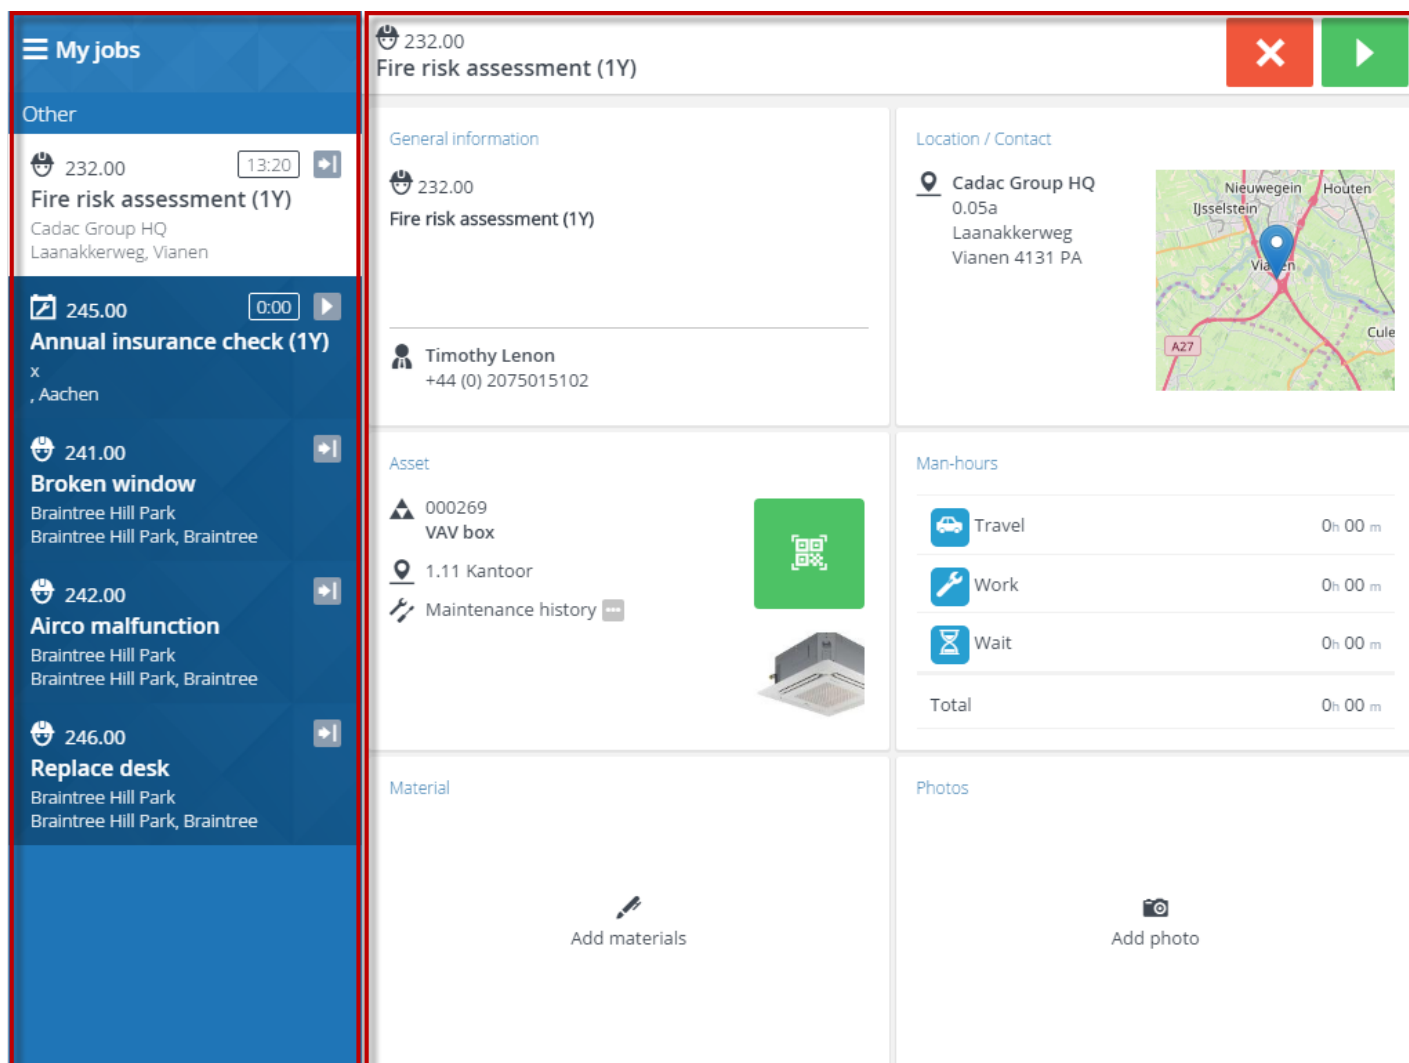 My jobs
Other
232.00
13:20
Fire risk assessment (1Y)
Cadac Group HQ
Laanakkerweg, Vianen
245.00
0:00
Annual insurance check (1Y)
x
, Aachen
241.00
Broken window
Braintree Hill Park
Braintree Hill Park, Braintree
242.00
Airco malfunction
Braintree Hill Park
Braintree Hill Park, Braintree
246.00
Replace desk
Braintree Hill Park
Braintree Hill Park, Braintree
232.00
Fire risk assessment (1Y)
General information
232.00
Fire risk assessment (1Y)
Timothy Lenon
+44 (0) 2075015102
Location / Contact
Cadac Group HQ
0.05a
Laanakkerweg
Vianen 4131 PA
Nieuwegein
Houten
IJsselstein
Vianen
Cule
A27
Asset
000269
VAV box
1.11 Kantoor
Maintenance history
Man-hours
Travel 0h 00 m
Work 0h 00 m
Wait 0h 00 m
Total 0h 00 m
Material
Add materials
Photos
Add photo